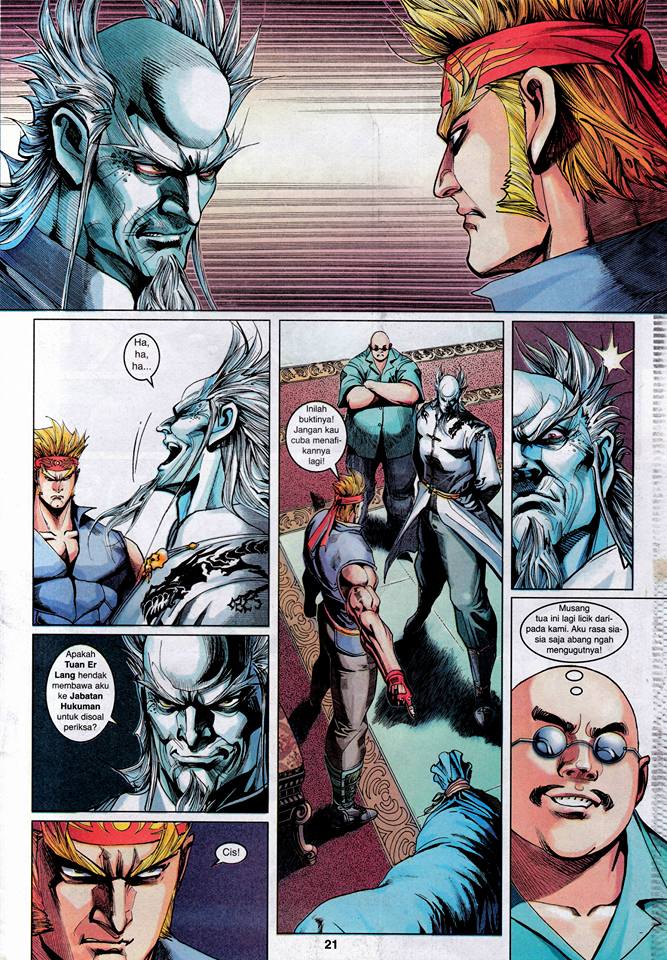 Ha,
ha,
ha...
Apakah
Tuan Er
Lang hendak
membawa aku
ke Jabatan
Hukuman
untuk disoal
periksa?
Cis!
Inilah
buktinya!
Jangan kau
cuba menafi-
kannya
lagi!
Musang
tua ini lagi licik dari-
pada kami. Aku rasa sia-
sia saja abang ngah
mengugutnya!
21